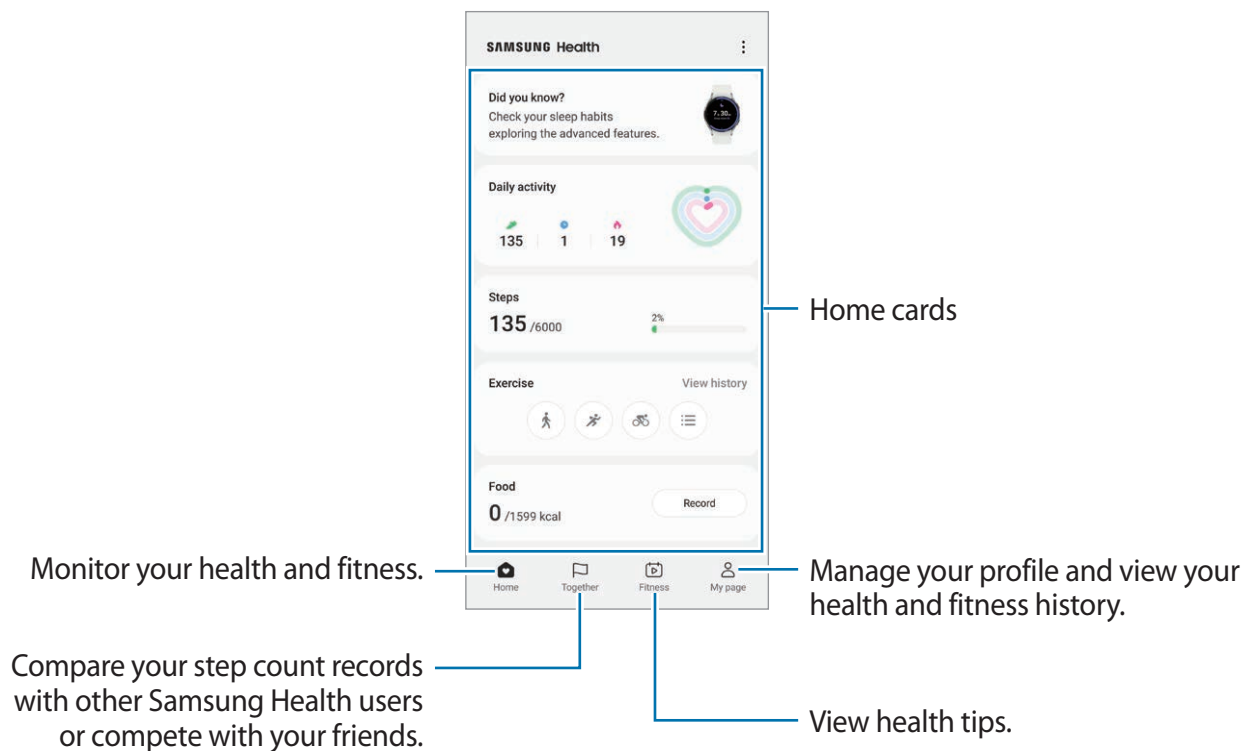 SAMSUNG Health
Did you know?
Check your sleep habits
exploring the advanced features.
7:30
Daily activity
135 1 19
Steps
135 /6000
2%
Home cards
Exercise View history
Food
0 /1599 kcal
Record
Home Together Fitness My page
Monitor your health and fitness.
Manage your profile and view your
health and fitness history.
Compare your step count records
with other Samsung Health users
or compete with your friends.
View health tips.